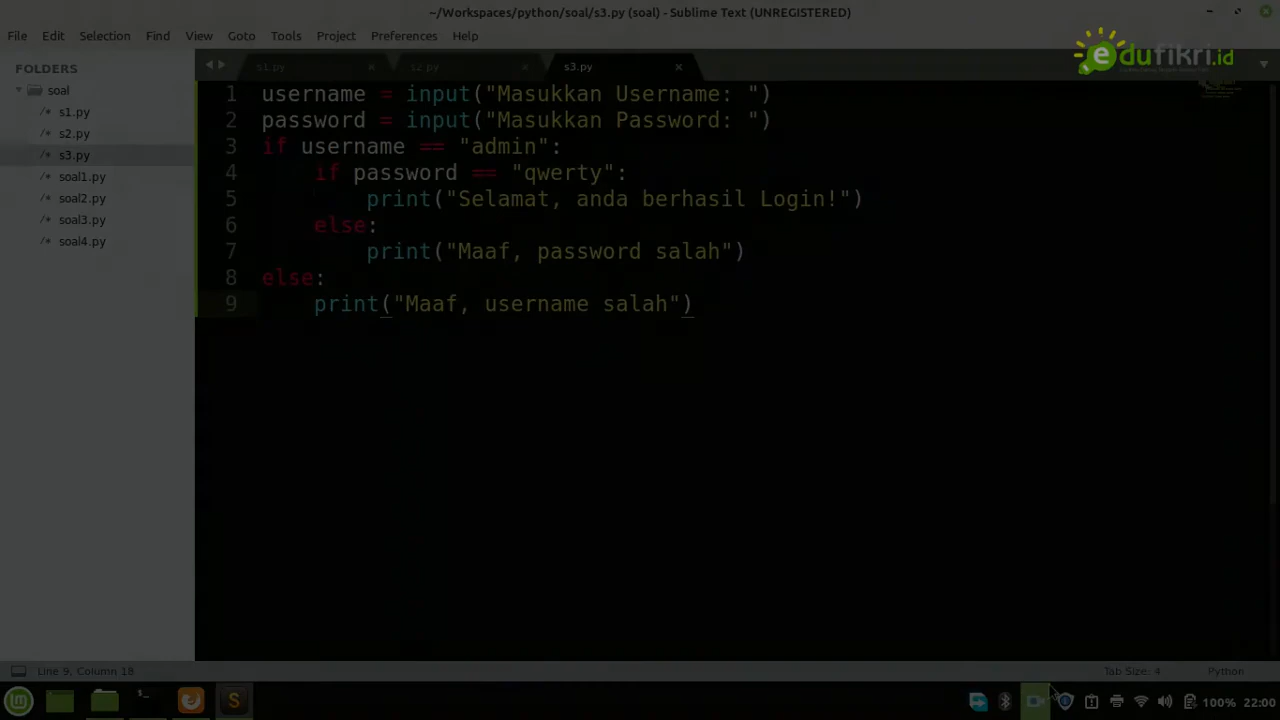 ~/Workspaces/python/soal/s3.py (soal) - Sublime Text (UNREGISTERED)
File Edit Selection Find View Goto Tools Project Preferences Help
edufikri.id
FOLDERS
soal
s1.py
s2.py
s3.py
soal1.py
soal2.py
soal3.py
soal4.py
s1.py s2.py s3.py
1 username = input("Masukkan Username: ")
2 password = input("Masukkan Password: ")
3 if username == "admin":
4     if password == "qwerty":
5         print("Selamat, anda berhasil Login!")
6     else:
7         print("Maaf, password salah")
8 else:
9     print("Maaf, username salah")
Line 9, Column 18
Tab Size: 4
Python
100% 22:00